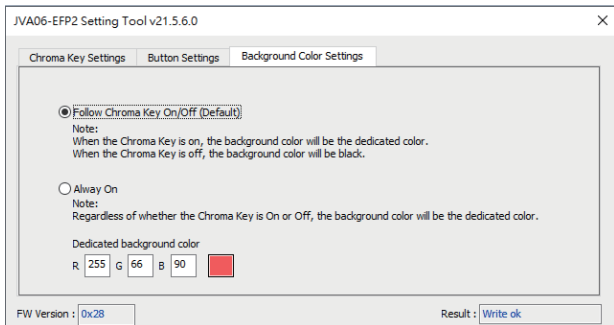 JVA06-EFP2 Setting Tool v21.5.6.0
Chroma Key Settings Button Settings Background Color Settings
Follow Chroma Key On/Off (Default)
Note:
When the Chroma Key is on, the background color will be the dedicated color.
When the Chroma Key is off, the background color will be black.
Alway On
Note:
Regardless of whether the Chroma Key is On or Off, the background color will be the dedicated color.
Dedicated background color
R 255 G 66 B 90
FW Version : 0x28 Result : Write ok